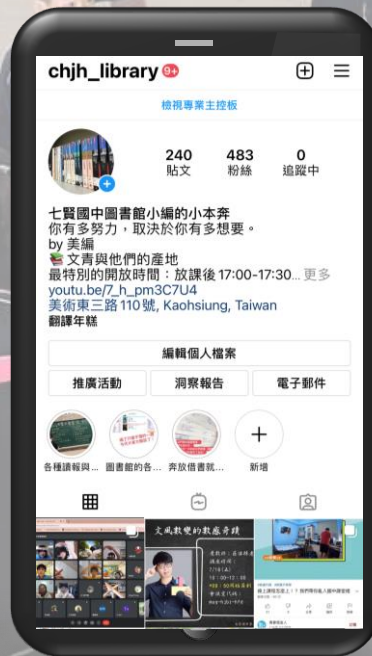 chjh_library 9+
檢視專業主控板
240 483 0
貼文 粉絲 追蹤中
七賢國中圖書館小編的小本奔
你有多努力，取決於你有多想要。
by 美編
📚文青與他們的產地
最特別的開放時間：放課後 17:00-17:30... 更多
youtu.be/7_h_pm3C7U4
美術東三路 110 號, Kaohsiung, Taiwan
翻譯年糕
編輯個人檔案
推廣活動 洞察報告 電子郵件
各種讀報與... 圖書館的各... 奔放借書就... 新增
文風數變的數感奇錢